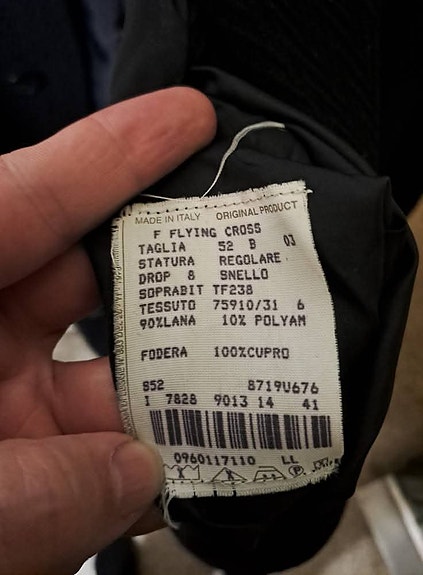 MADE IN ITALY ORIGINAL PRODUCT
F FLYING CROSS
TAGLIA 52 B 03
STATURA REGOLARE
DROP 8 SNELLO
SOPRABIT TF238
TESSUTO 75910/31 6
90%LANA 10% POLYAM
FODERA 100%CUPRO
852 8719U676
I 7828 9013 14 41
0960117110 LL
P